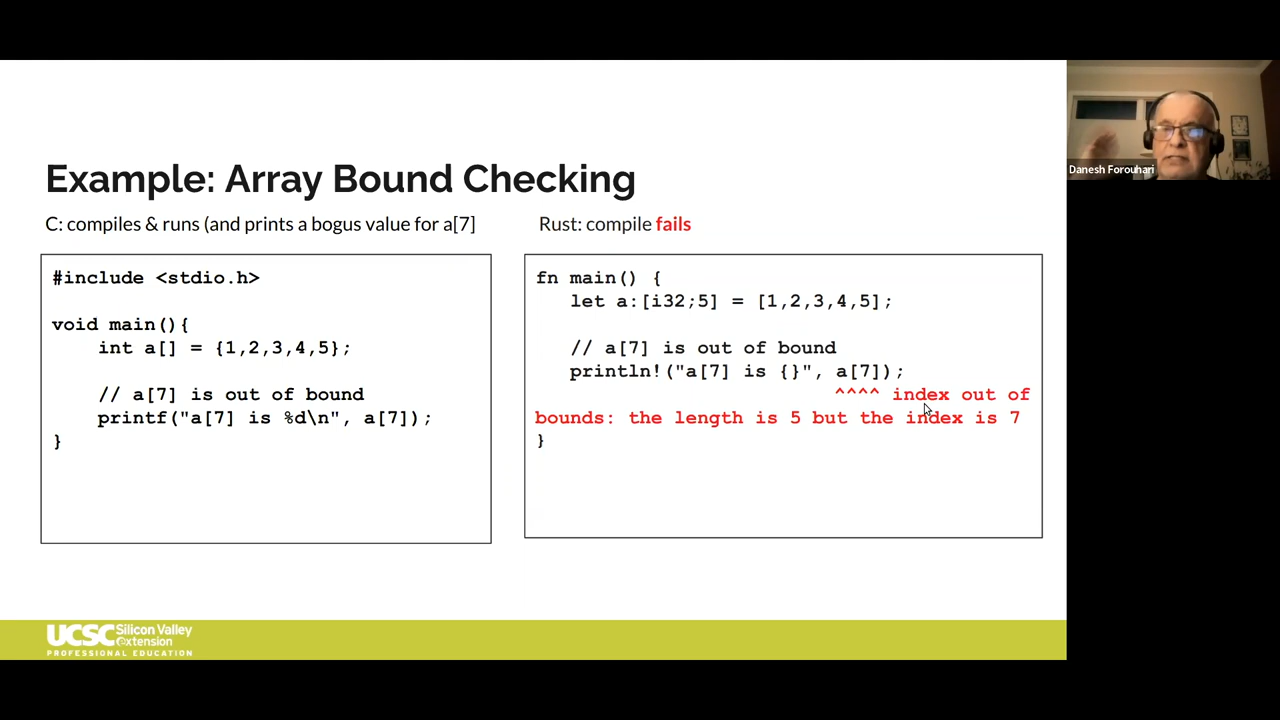 Example: Array Bound Checking
C: compiles & runs (and prints a bogus value for a[7]
#include <stdio.h>
void main(){
int a[] = {1,2,3,4,5};
// a[7] is out of bound
printf("a[7] is %d\n", a[7]);
}
Rust: compile fails
fn main() {
let a:[i32;5] = [1,2,3,4,5];
// a[7] is out of bound
println!("a[7] is {}", a[7]);
^^^^ index out of
bounds: the length is 5 but the index is 7
}
Danesh Forouhari
UCSC Silicon Valley
extension
PROFESSIONAL EDUCATION